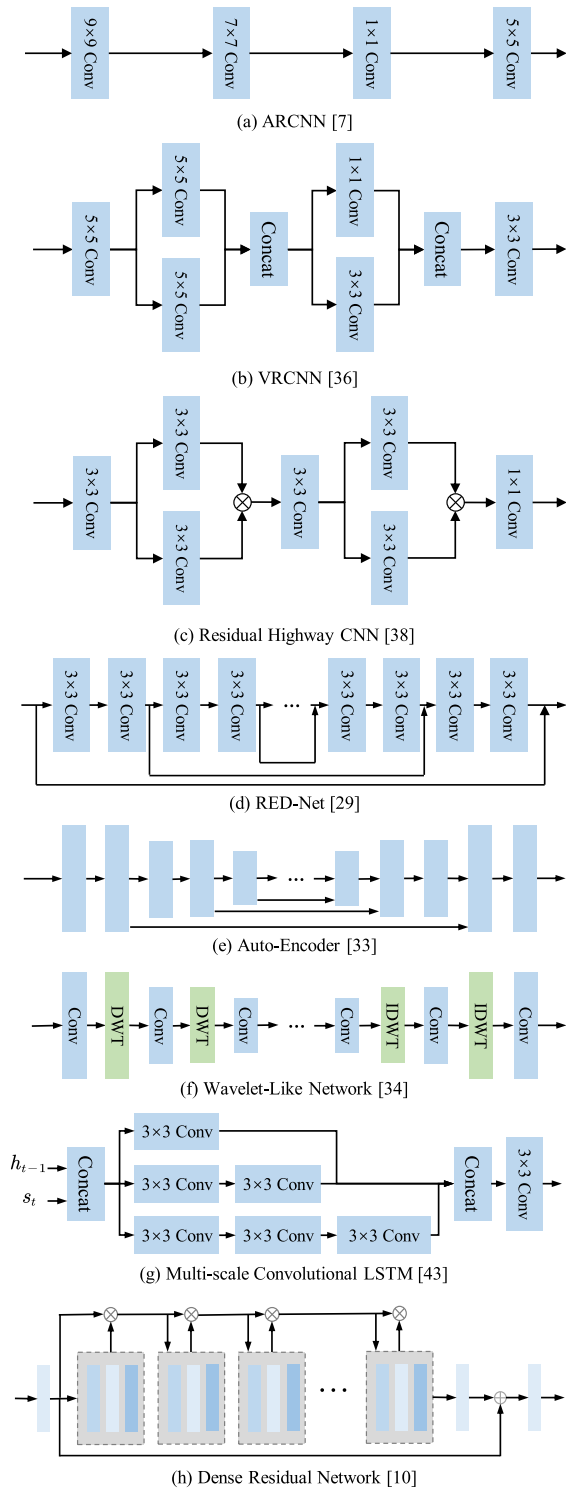 9×9 Conv
7×7 Conv
1×1 Conv
5×5 Conv
(a) ARCNN [7]
5×5 Conv
5×5 Conv
5×5 Conv
Concat
1×1 Conv
3×3 Conv
Concat
3×3 Conv
(b) VRCNN [36]
3×3 Conv
3×3 Conv
3×3 Conv
3×3 Conv
3×3 Conv
3×3 Conv
1×1 Conv
(c) Residual Highway CNN [38]
3×3 Conv
3×3 Conv
3×3 Conv
3×3 Conv
...
3×3 Conv
3×3 Conv
3×3 Conv
3×3 Conv
(d) RED-Net [29]
...
(e) Auto-Encoder [33]
Conv
DWT
Conv
DWT
Conv
...
Conv
IDWT
Conv
IDWT
Conv
(f) Wavelet-Like Network [34]
h_{t−1}
s_t
Concat
3×3 Conv
3×3 Conv
3×3 Conv
3×3 Conv
3×3 Conv
3×3 Conv
Concat
3×3 Conv
(g) Multi-scale Convolutional LSTM [43]
...
(h) Dense Residual Network [10]